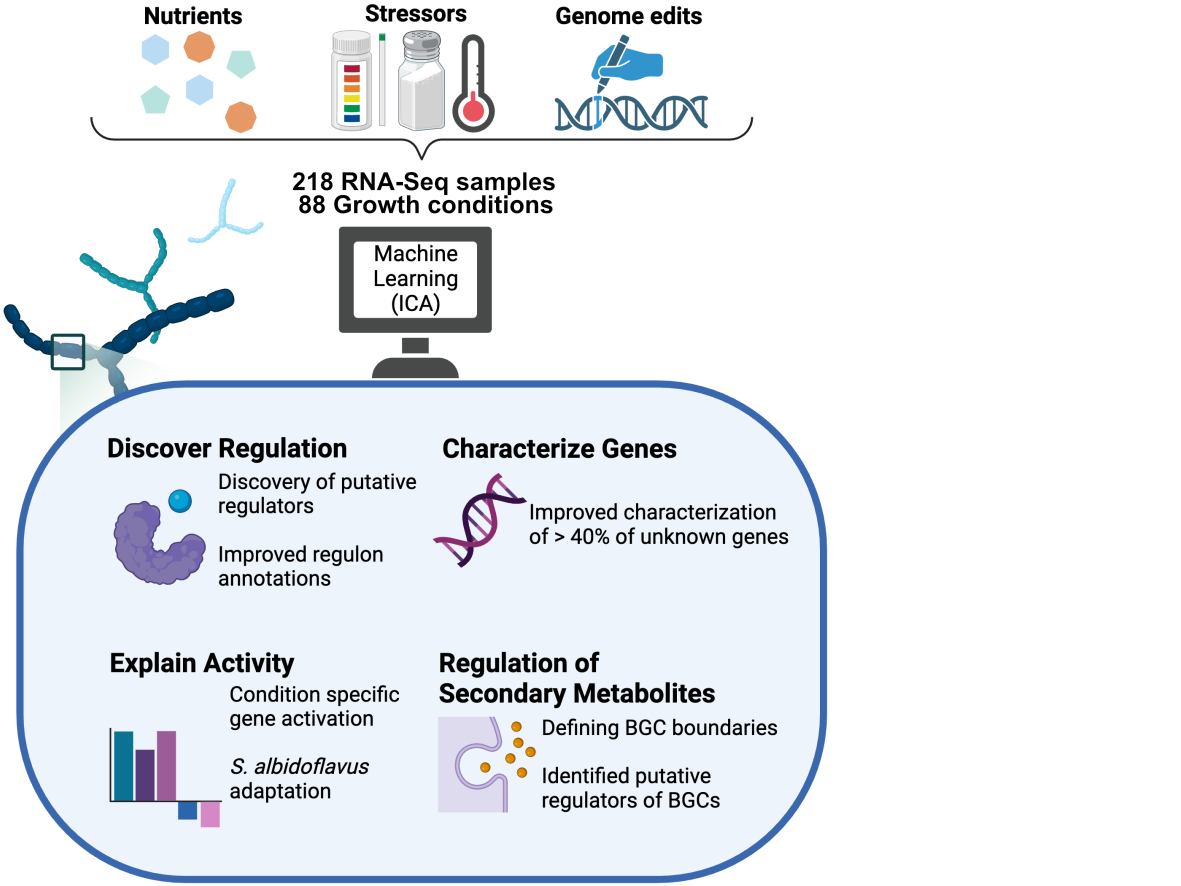 Nutrients
Stressors
Genome edits
218 RNA-Seq samples
88 Growth conditions
Machine
Learning
(ICA)
Discover Regulation
Discovery of putative
regulators
Improved regulon
annotations
Characterize Genes
Improved characterization
of > 40% of unknown genes
Explain Activity
Condition specific
gene activation
S. albidoflavus
adaptation
Regulation of
Secondary Metabolites
Defining BGC boundaries
Identified putative
regulators of BGCs